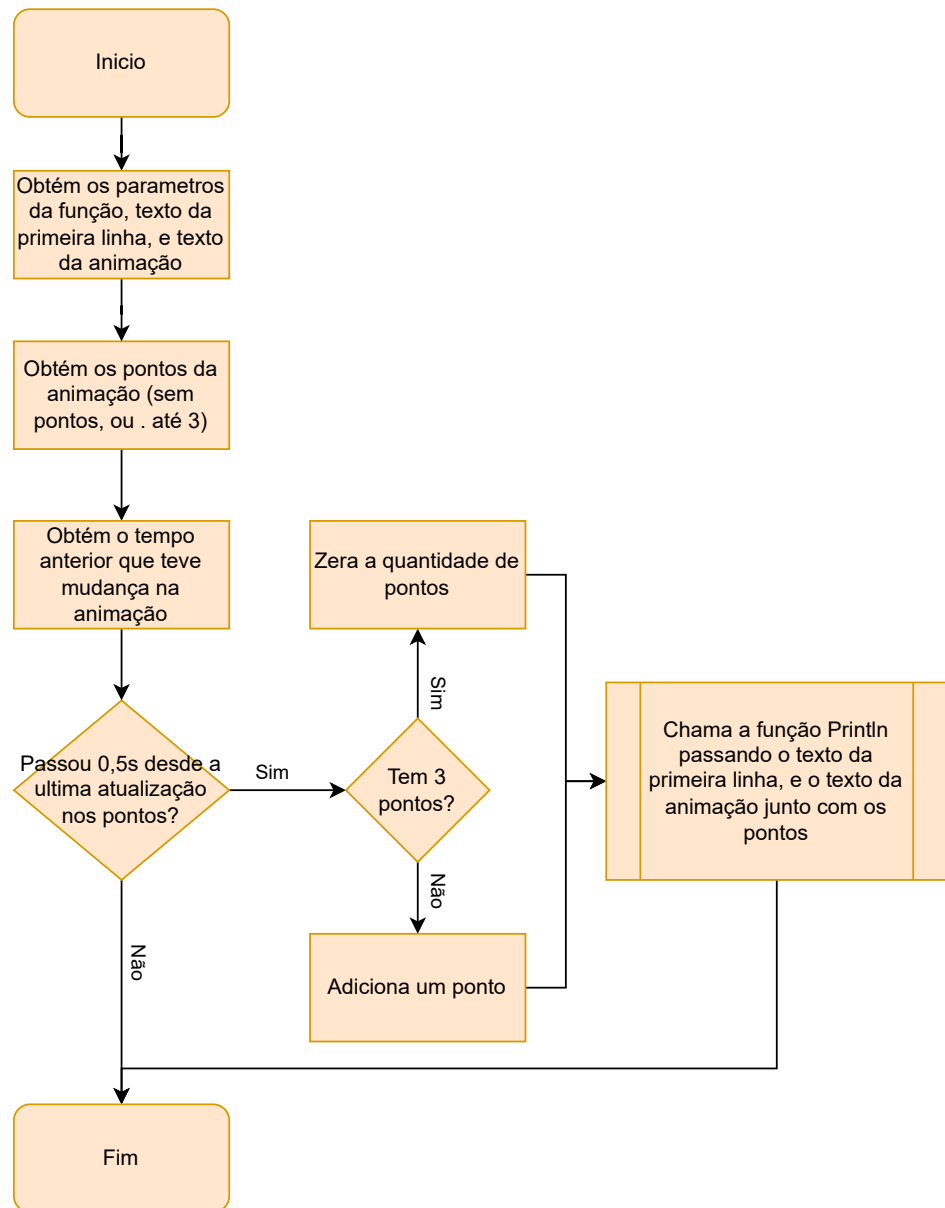 Inicio
Obtém os parametros
da função, texto da
primeira linha, e texto
da animação
Obtém os pontos da
animação (sem
pontos, ou . até 3)
Obtém o tempo
anterior que teve
mudança na
animação
Passou 0,5s desde a
ultima atualização
nos pontos?
Sim
Tem 3
pontos?
Sim
Zera a quantidade de
pontos
Não
Adiciona um ponto
Chama a função Println
passando o texto da
primeira linha, e o texto da
animação junto com os
pontos
Não
Fim